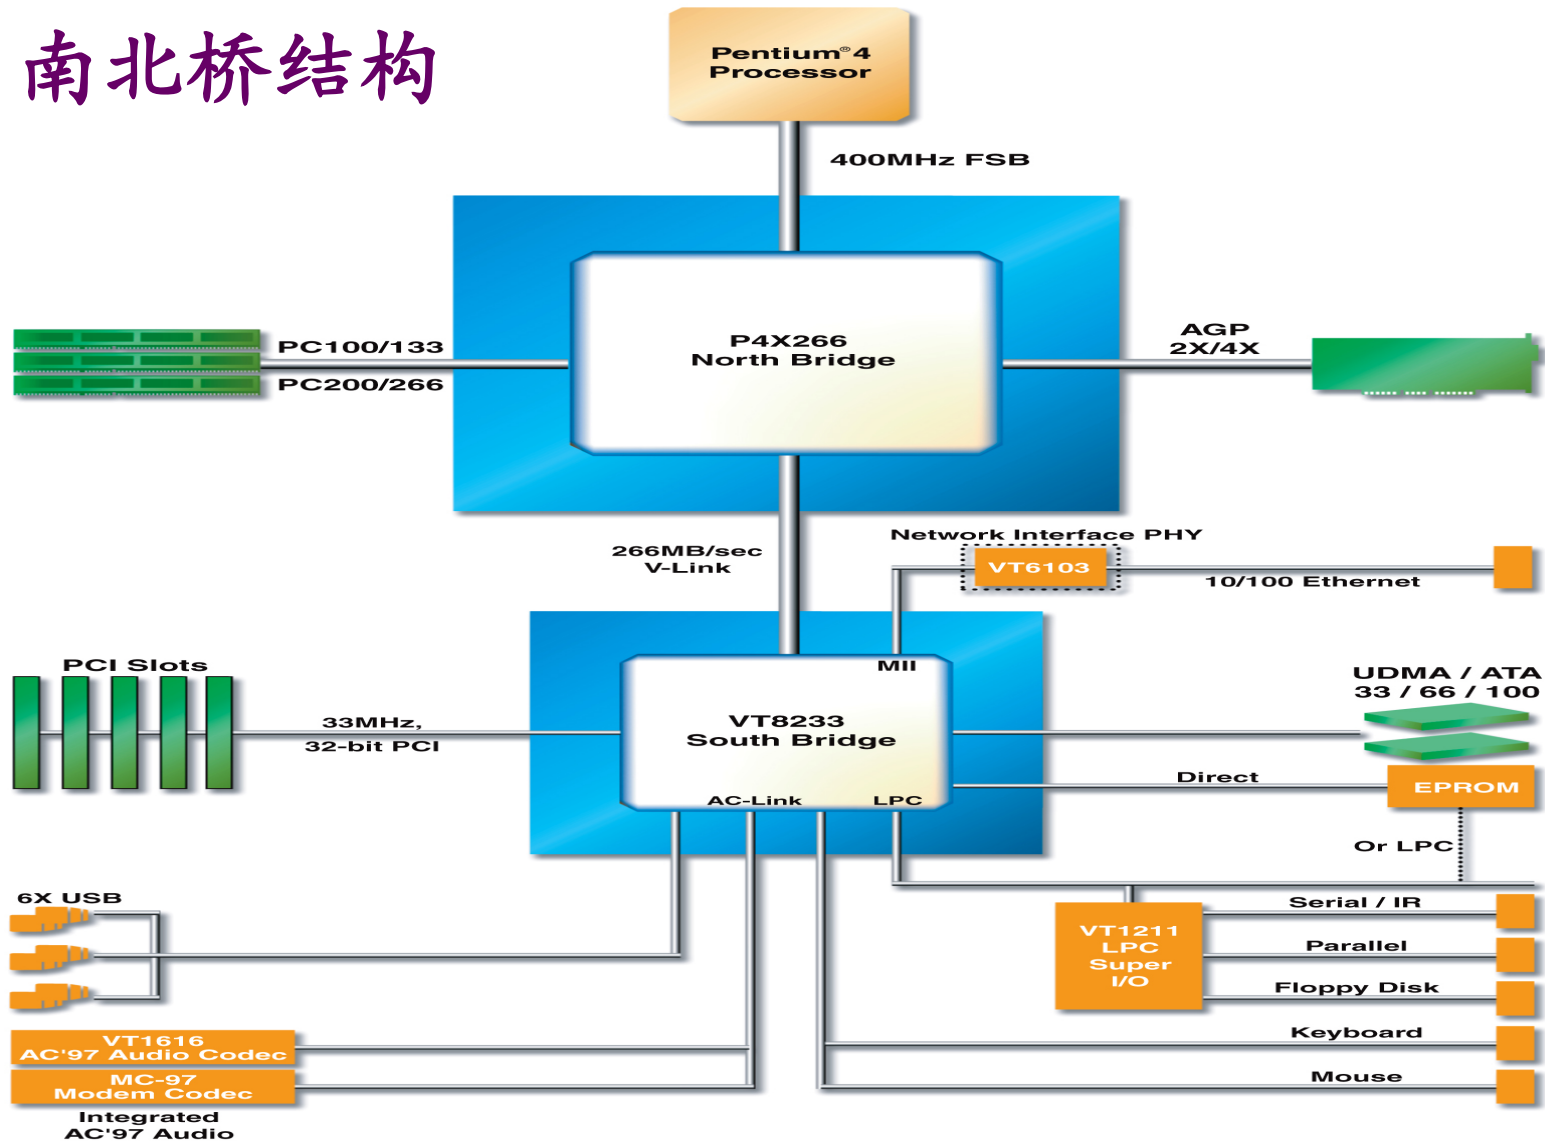 南北桥结构
Pentium®4
Processor
400MHz FSB
P4X266
North Bridge
PC100/133
PC200/266
AGP
2X/4X
266MB/sec
V-Link
Network Interface PHY
VT6103
10/100 Ethernet
MII
PCI Slots
33MHz,
32-bit PCI
VT8233
South Bridge
AC-Link
LPC
UDMA / ATA
33 / 66 / 100
Direct
EPROM
Or LPC
6X USB
VT1211
LPC
Super
I/O
Serial / IR
Parallel
Floppy Disk
Keyboard
Mouse
VT1616
AC'97 Audio Codec
MC-97
Modem Codec
Integrated
AC'97 Audio